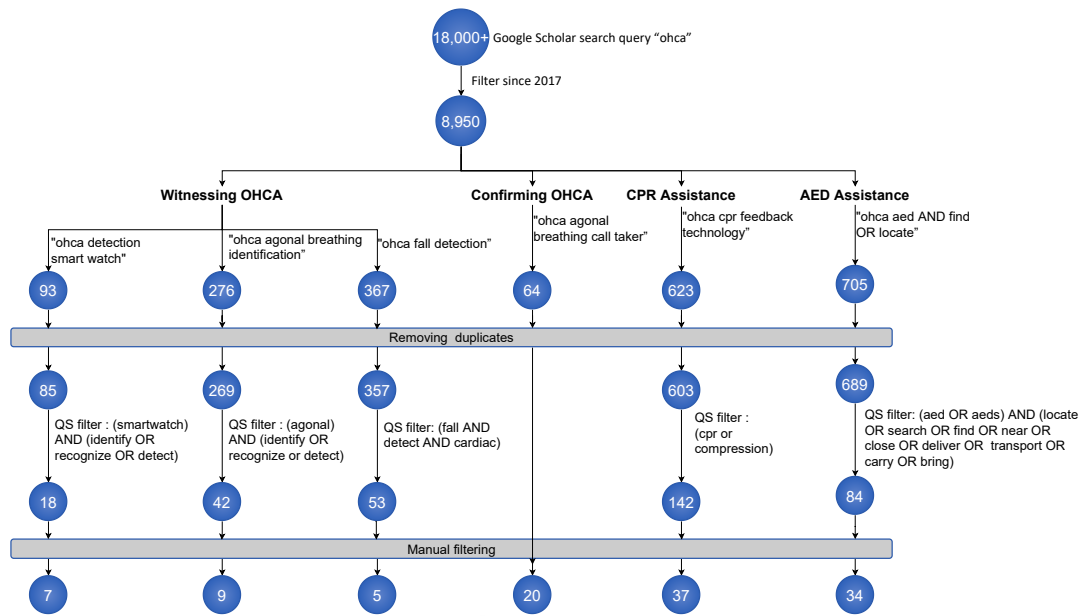 18,000+
Google Scholar search query “ohca”
Filter since 2017
8,950
Witnessing OHCA
Confirming OHCA
CPR Assistance
AED Assistance
"ohca detection
smart watch"
"ohca agonal breathing
identification”
"ohca fall detection”
"ohca agonal
breathing call taker”
"ohca cpr feedback
technology”
"ohca aed AND find
OR locate”
93
276
367
64
623
705
Removing duplicates
85
269
357
603
689
QS filter : (smartwatch)
AND (identify OR
recognize OR detect)
QS filter : (agonal)
AND (identify OR
recognize or detect)
QS filter: (fall AND
detect AND cardiac)
QS filter :
(cpr or
compression)
QS filter: (aed OR aeds) AND (locate
OR search OR find OR near OR
close OR deliver OR transport OR
carry OR bring)
18
42
53
142
84
Manual filtering
7
9
5
20
37
34